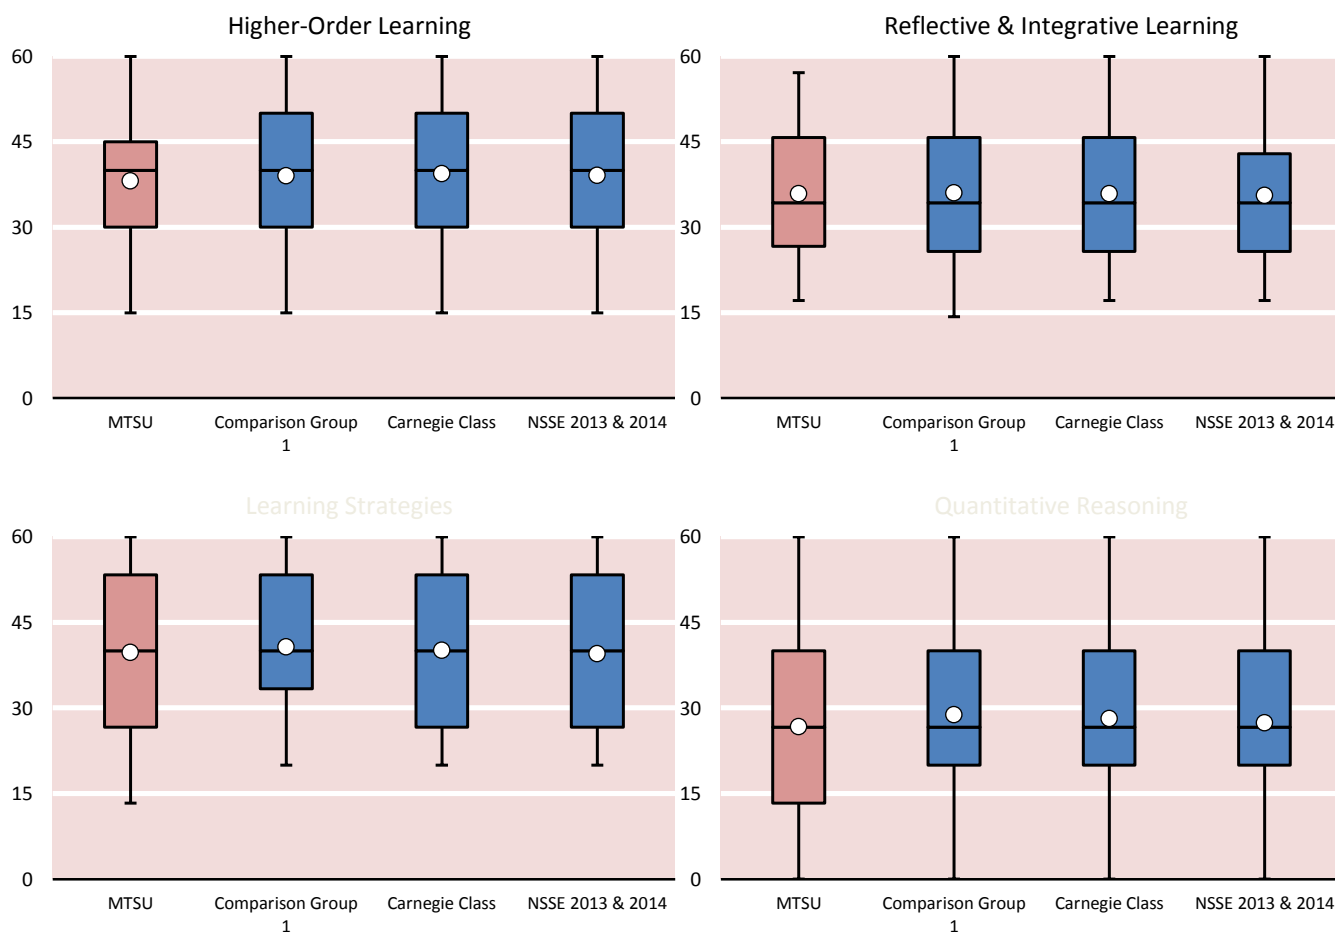 Higher-Order Learning
60
45
30
15
0
MTSU
Comparison Group
1
Carnegie Class
NSSE 2013 & 2014
Reflective & Integrative Learning
60
45
30
15
0
MTSU
Comparison Group
1
Carnegie Class
NSSE 2013 & 2014
Learning Strategies
60
45
30
15
0
MTSU
Comparison Group
1
Carnegie Class
NSSE 2013 & 2014
Quantitative Reasoning
60
45
30
15
0
MTSU
Comparison Group
1
Carnegie Class
NSSE 2013 & 2014